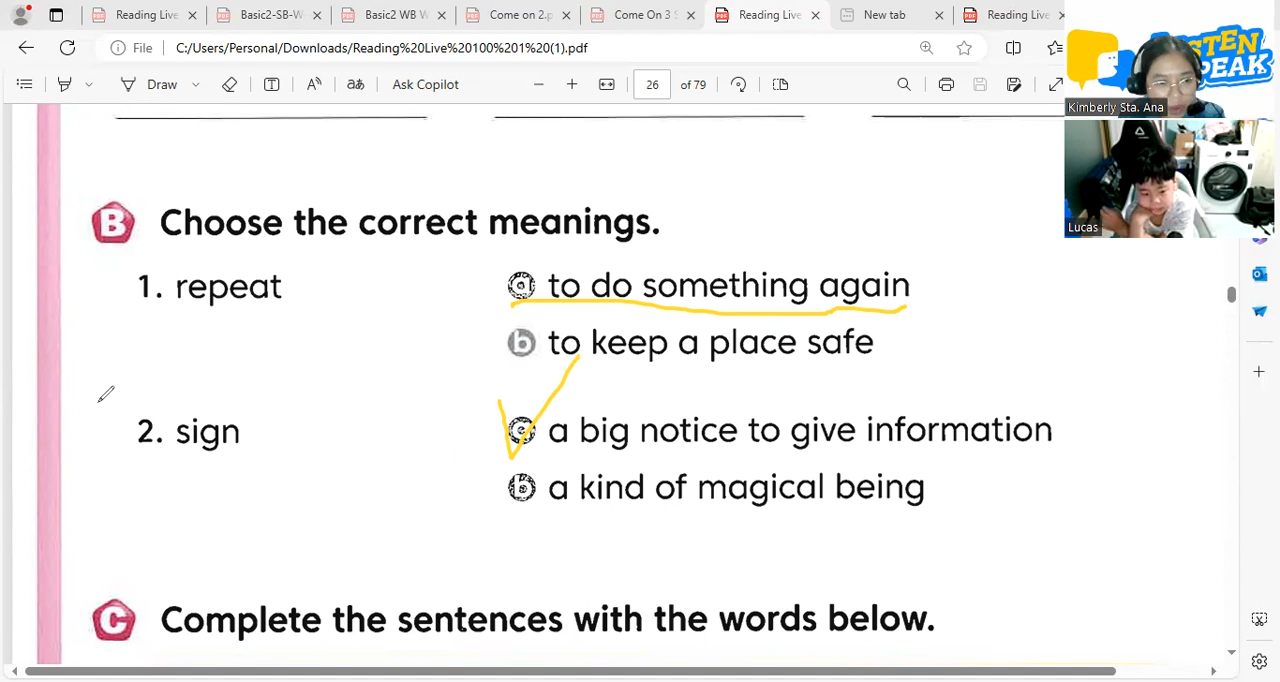 Reading Live
Basic2-SB-W
Basic2 WB W
Come on 2.p
Come On 3 S
Reading Live
New tab
Reading Live
File
C:/Users/Personal/Downloads/Reading%20Live%20100%201%20(1).pdf
Draw
aあ
Ask Copilot
26
of 79
Kimberly Sta. Ana
Lucas
B Choose the correct meanings.
1. repeat
a to do something again
b to keep a place safe
2. sign
a big notice to give information
b a kind of magical being
C Complete the sentences with the words below.